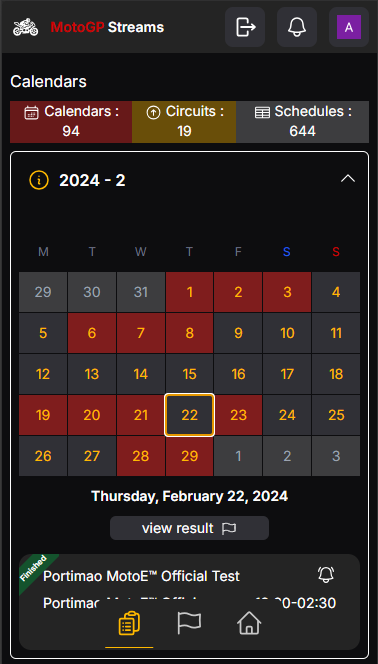 MotoGP Streams
A
Calendars
Calendars : 94
Circuits : 19
Schedules : 644
2024 - 2
M T W T F S S
29 30 31 1 2 3 4
5 6 7 8 9 10 11
12 13 14 15 16 17 18
19 20 21 22 23 24 25
26 27 28 29 1 2 3
Thursday, February 22, 2024
view result
Finished
Portimao MotoE™ Official Test
Portimao MotoE™
0-02:30